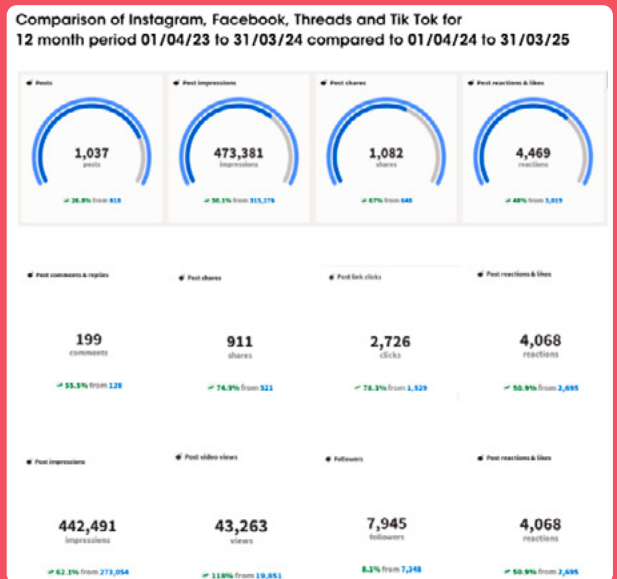 Comparison of Instagram, Facebook, Threads and Tik Tok for
12 month period 01/04/23 to 31/03/24 compared to 01/04/24 to 31/03/25
Posts
Post impressions
Post shares
Post reactions & likes
1,037
posts
473,381
impressions
1,082
shares
4,469
reactions
26.8% from 818
50.1% from 315,276
67% from 648
48% from 3,019
Post comments & replies
Post shares
Post link clicks
Post reactions & likes
199
comments
911
shares
2,726
clicks
4,068
reactions
55.5% from 128
74.9% from 521
78.3% from 1,529
50.9% from 2,695
Post impressions
Post video views
Followers
Post reactions & likes
442,491
impressions
43,263
views
7,945
followers
4,068
reactions
62.1% from 273,054
118% from 19,851
8.1% from 7,348
50.9% from 2,695